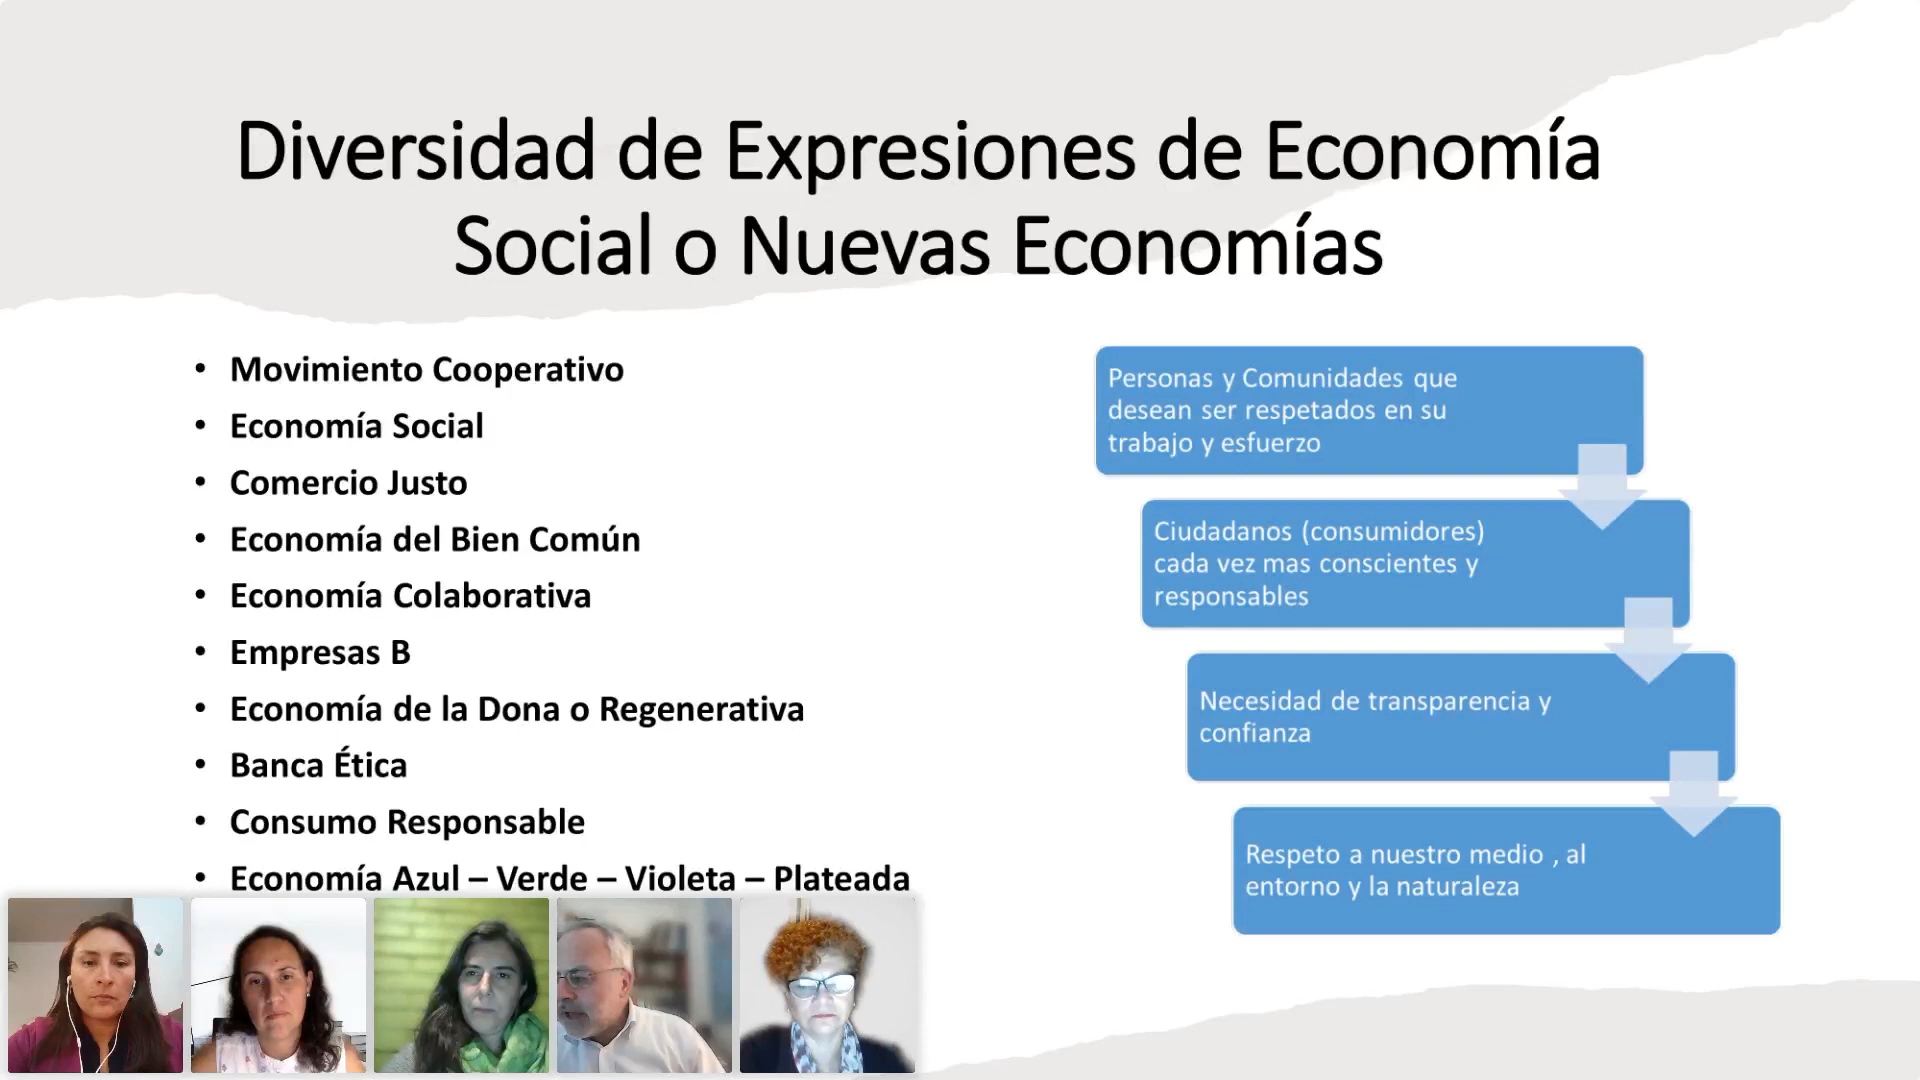 Diversidad de Expresiones de Economía
Social o Nuevas Economías
• Movimiento Cooperativo
• Economía Social
• Comercio Justo
• Economía del Bien Común
• Economía Colaborativa
• Empresas B
• Economía de la Dona o Regenerativa
• Banca Ética
• Consumo Responsable
• Economía Azul – Verde – Violeta – Plateada
Personas y Comunidades que
desean ser respetados en su
trabajo y esfuerzo
Ciudadanos (consumidores)
cada vez mas conscientes y
responsables
Necesidad de transparencia y
confianza
Respeto a nuestro medio , al
entorno y la naturaleza